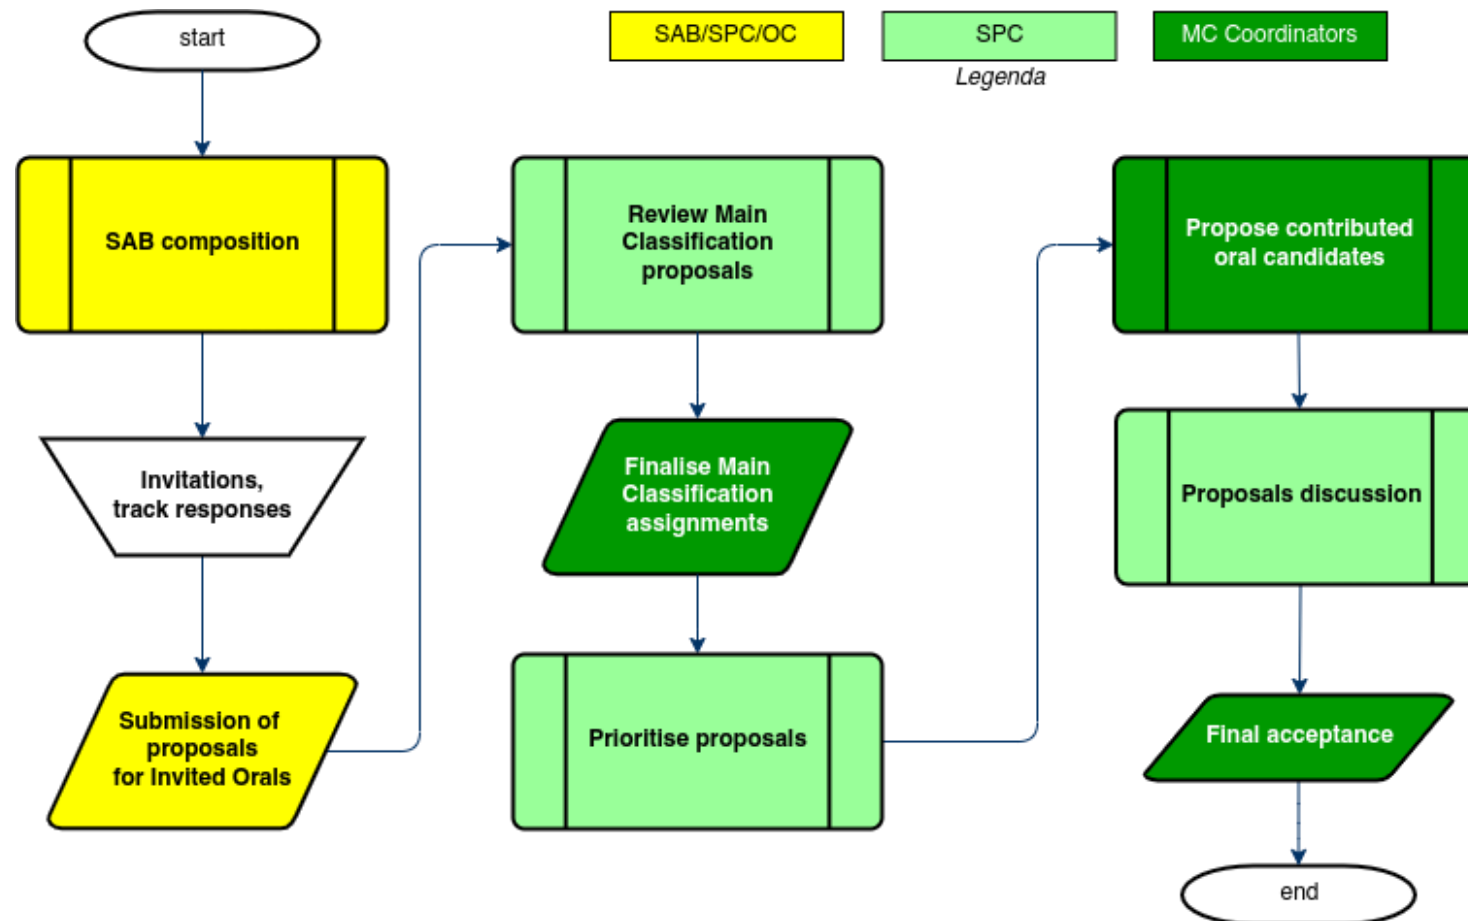 start
SAB/SPC/OC
SPC
MC Coordinators
Legenda
SAB composition
Invitations,
track responses
Submission of
proposals
for Invited Orals
Review Main
Classification
proposals
Finalise Main
Classification
assignments
Prioritise proposals
Propose contributed
oral candidates
Proposals discussion
Final acceptance
end